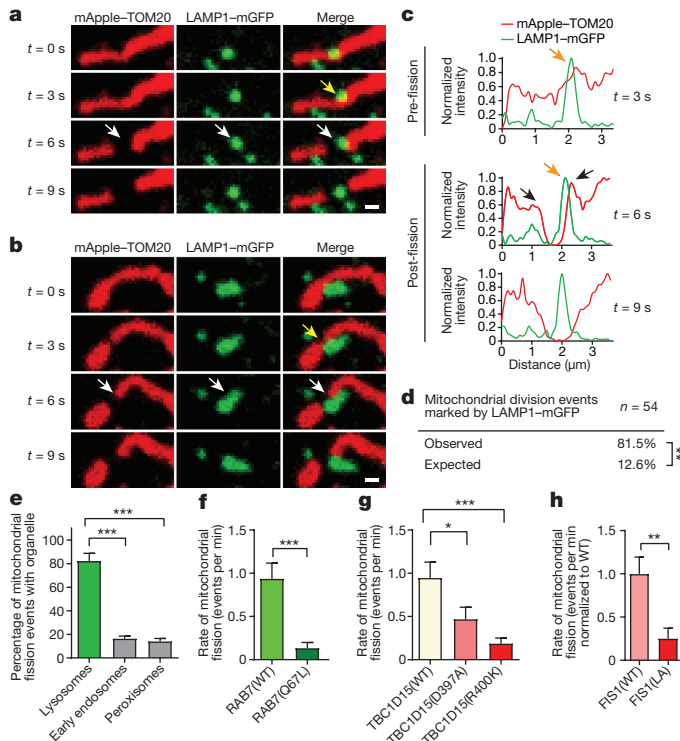 a
mApple–TOM20 LAMP1–mGFP Merge
t = 0 s
t = 3 s
t = 6 s
t = 9 s
b
mApple–TOM20 LAMP1–mGFP Merge
t = 0 s
t = 3 s
t = 6 s
t = 9 s
c
mApple–TOM20
LAMP1–mGFP
Pre-fission
Normalized
intensity
1.0
0.8
0.6
0.4
0.2
0
0 1 2 3
t = 3 s
Post-fission
Normalized
intensity
1.0
0.8
0.6
0.4
0.2
0
0 1 2 3
t = 6 s
Normalized
intensity
1.0
0.8
0.6
0.4
0.2
0
0 1 2 3
t = 9 s
Distance (μm)
d
Mitochondrial division events
marked by LAMP1–mGFP
n = 54
Observed 81.5%
Expected 12.6%
**
e
Percentage of mitochondrial
fission events with organelle
100
80
60
40
20
0
***
***
Lysosomes
Early endosomes
Peroxisomes
f
Rate of mitochondrial
fission (events per min)
1.5
1.0
0.5
0
***
RAB7(WT)
RAB7(Q67L)
g
Rate of mitochondrial
fission (events per min)
1.5
1.0
0.5
0
***
*
TBC1D15(WT)
TBC1D15(D397A)
TBC1D15(R400K)
h
Rate of mitochondrial
fission (events per min
normalized to WT)
1.5
1.0
0.5
0
**
FIS1(WT)
FIS1(LA)